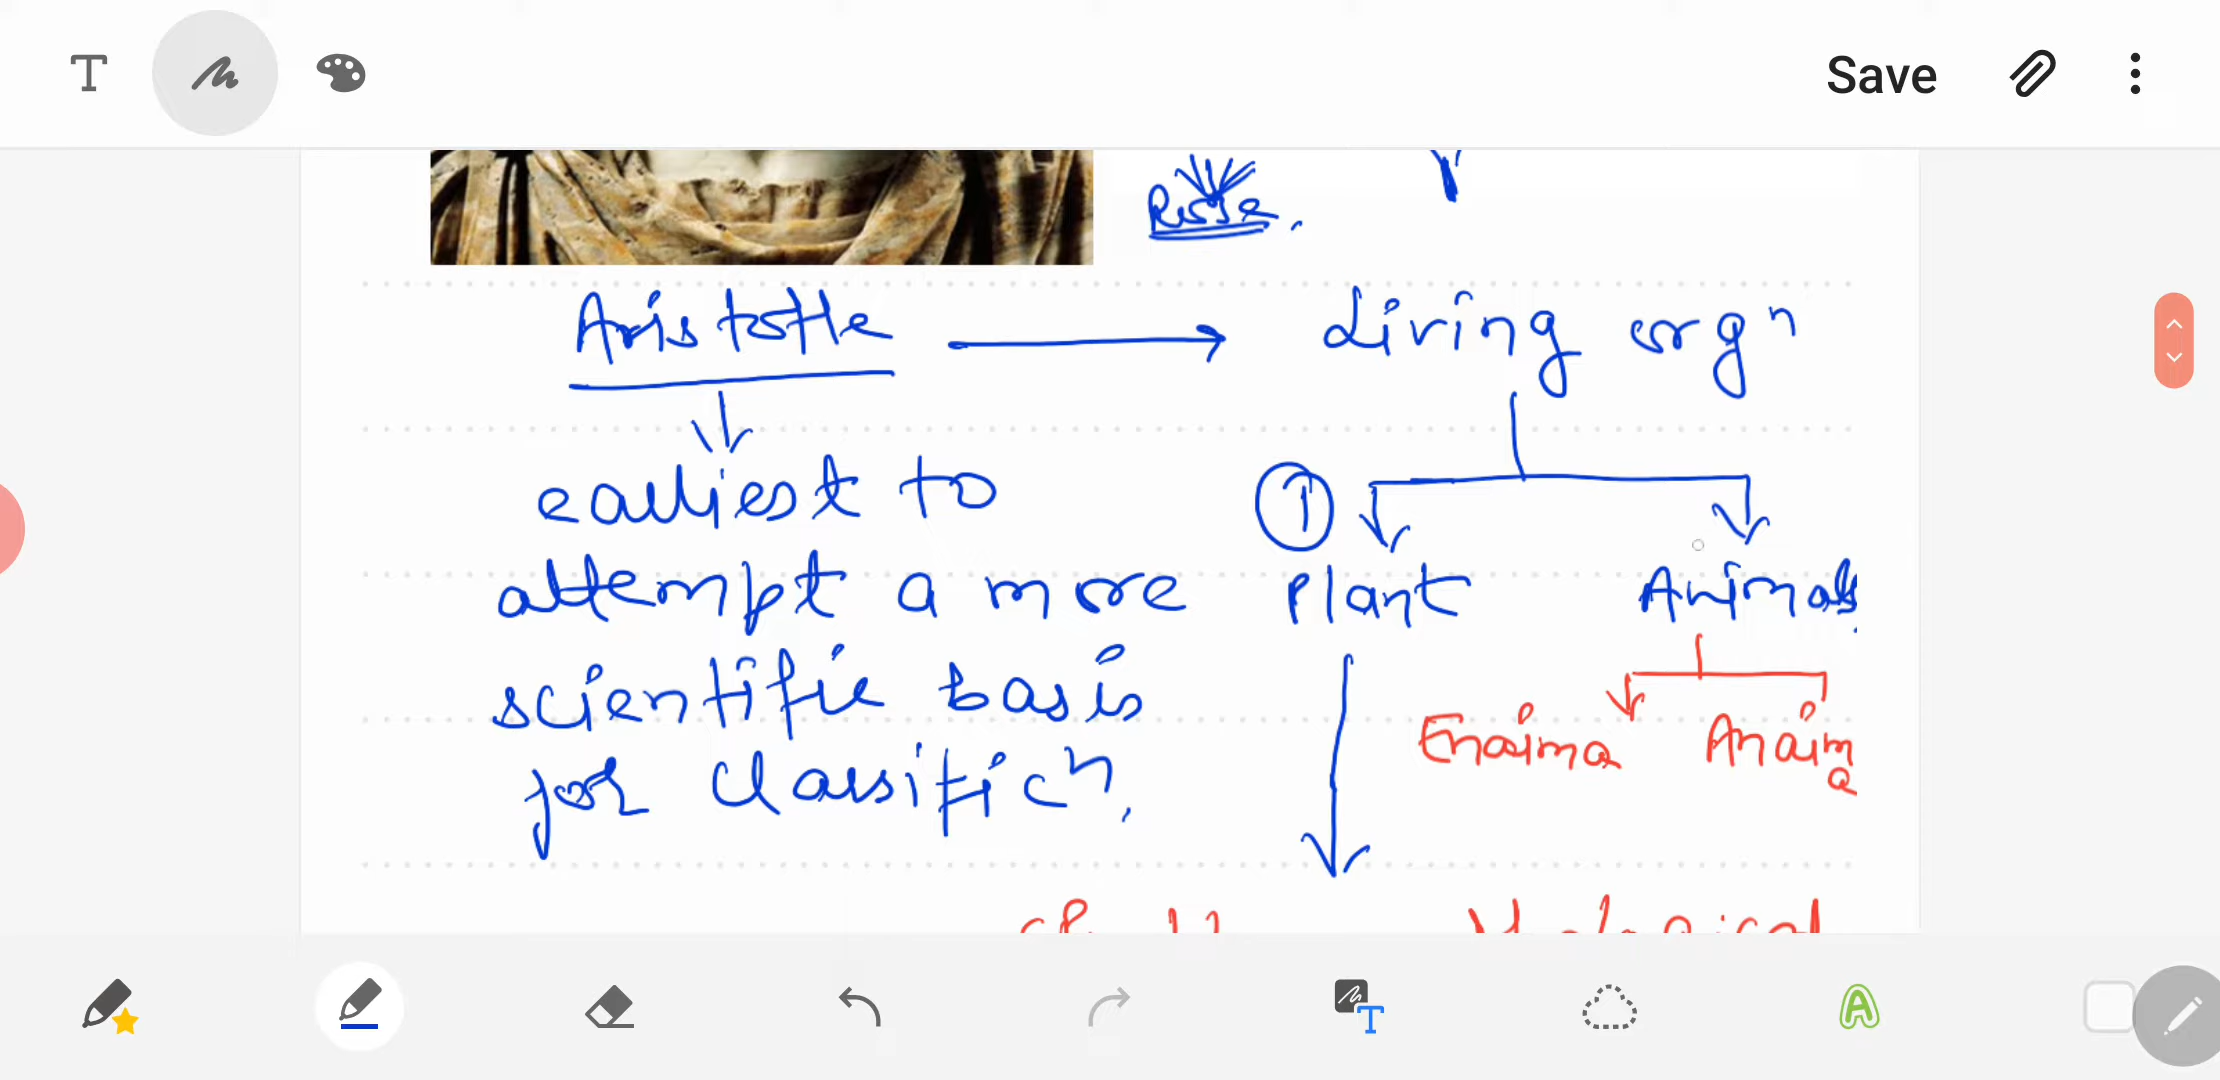 Save
Aristotle → Living orgn
earliest to
①
attempt a more
Plant Animals
scientific basis
Enaima Anaima
for Classificn.